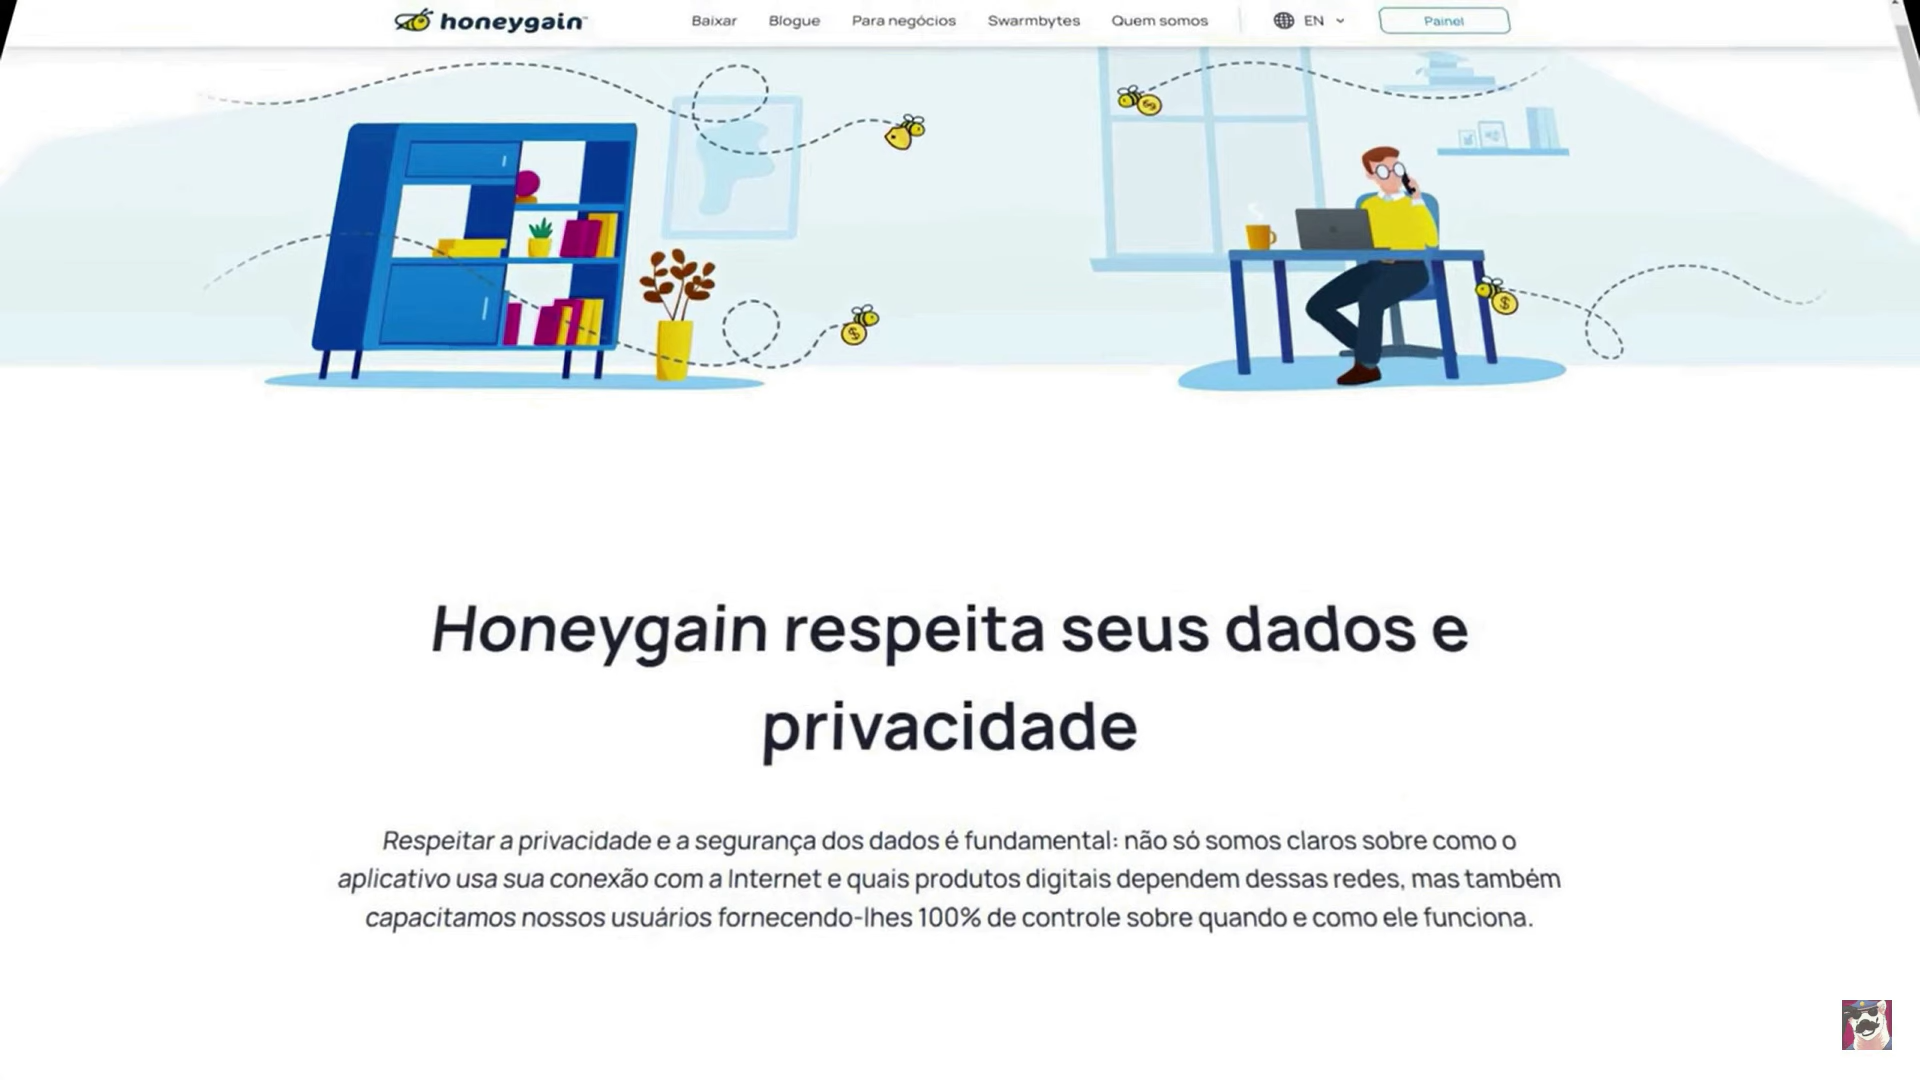 honeygain
Baixar Blogue Para negócios Swarmbytes Quem somos EN Painel
Honeygain respeita seus dados e
privacidade
Respeitar a privacidade e a segurança dos dados é fundamental: não só somos claros sobre como o
aplicativo usa sua conexão com a Internet e quais produtos digitais dependem dessas redes, mas também
capacitamos nossos usuários fornecendo-lhes 100% de controle sobre quando e como ele funciona.